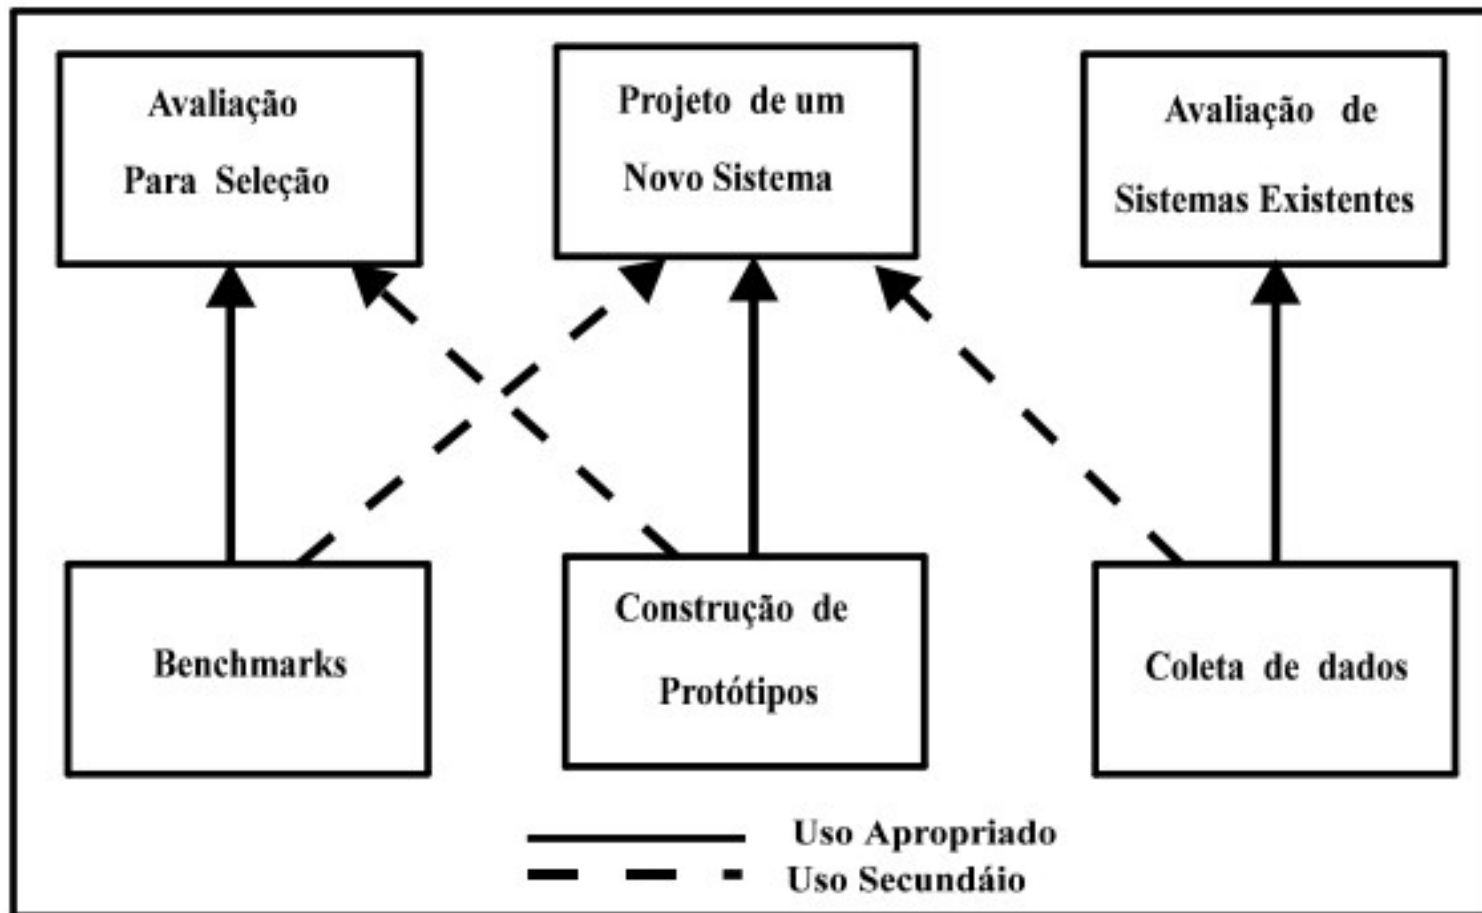 Avaliação
Para Seleção
Projeto de um
Novo Sistema
Avaliação de
Sistemas Existentes
Benchmarks
Construção de
Protótipos
Coleta de dados
Uso Apropriado
Uso Secundáio